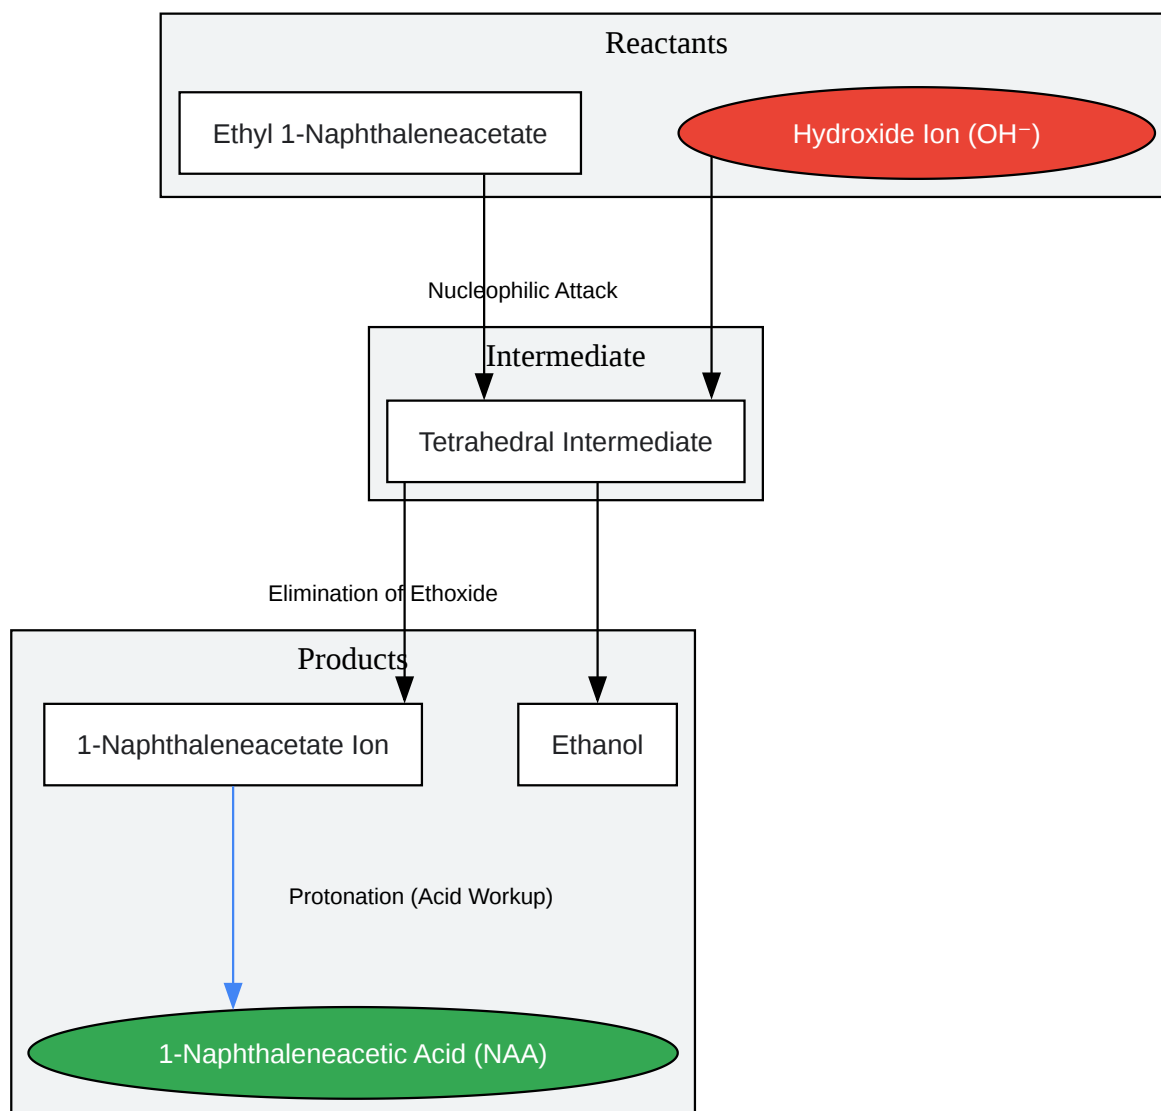 Reactants
Ethyl 1-Naphthaleneacetate
Hydroxide Ion (OH⁻)
Nucleophilic Attack
Intermediate
Tetrahedral Intermediate
Elimination of Ethoxide
Products
1-Naphthaleneacetate Ion
Ethanol
Protonation (Acid Workup)
1-Naphthaleneacetic Acid (NAA)